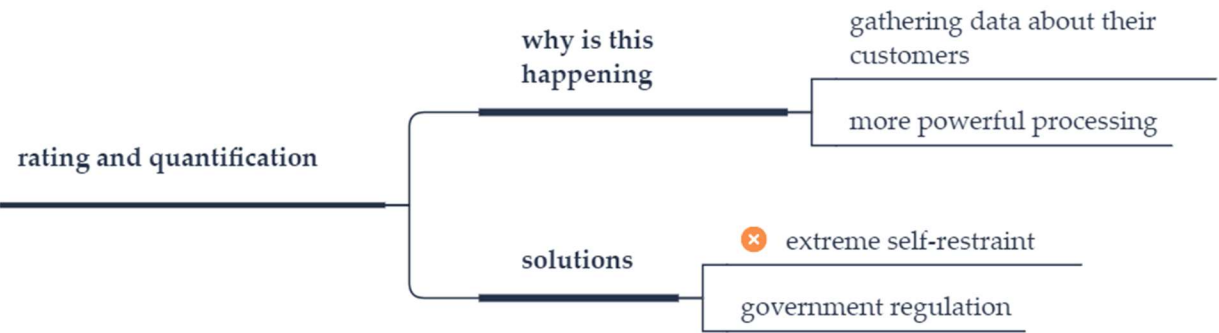 rating and quantification
why is this
happening
gathering data about their
customers
more powerful processing
solutions
extreme self-restraint
government regulation